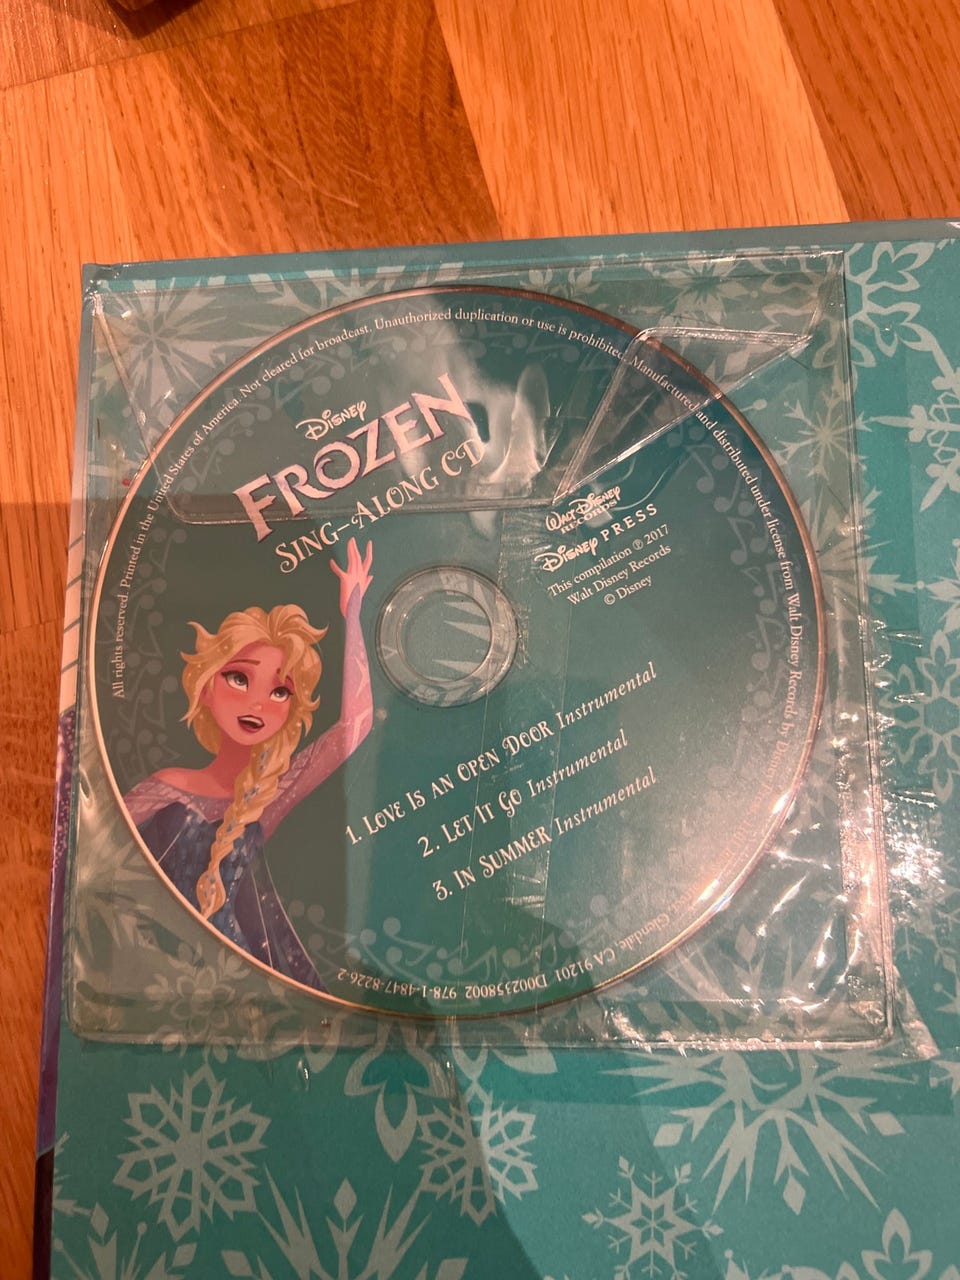 All rights reserved. Printed in the United States of America. Not cleared for broadcast. Unauthorized duplication or use is prohibited. Manufactured and distributed under license from Walt Disney Records by Disney
Glendale, CA 91201 D002358002 978-1-4847-8226-2
Disney
FROZEN
SING-ALONG CD
WALT DISNEY
RECORDS
Disney PRESS
This compilation ℗ 2017
Walt Disney Records
© Disney
1. LOVE IS AN OPEN DOOR Instrumental
2. LET IT GO Instrumental
3. IN SUMMER Instrumental